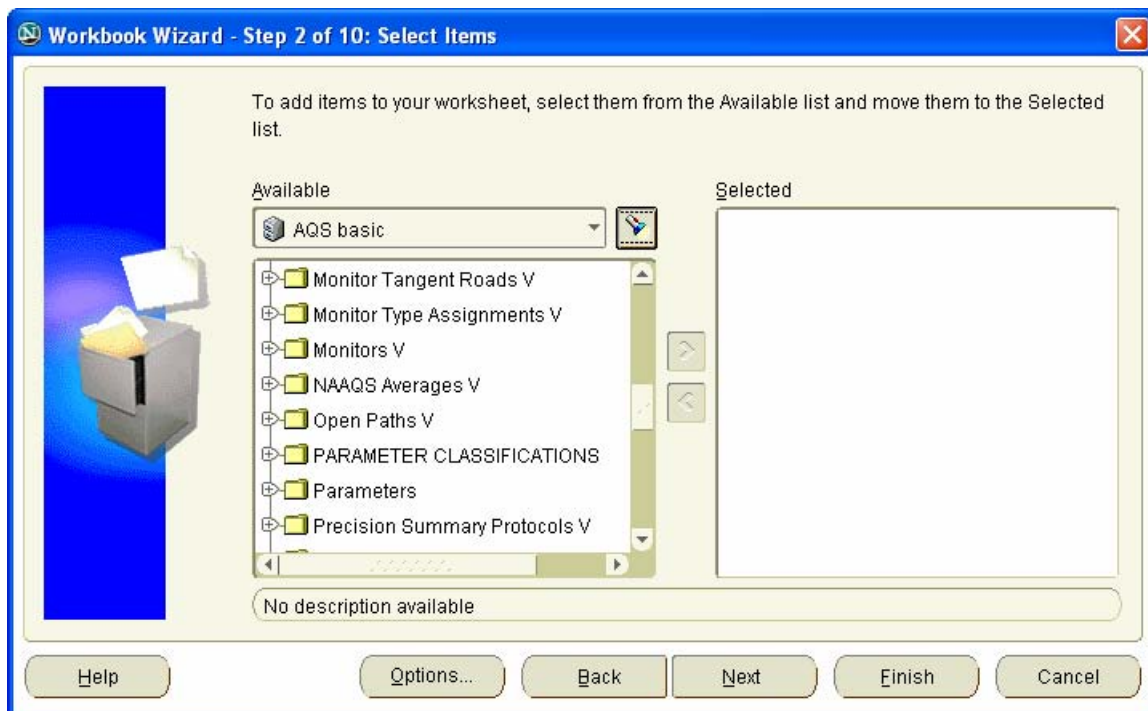 Workbook Wizard - Step 2 of 10: Select Items
To add items to your worksheet, select them from the Available list and move them to the Selected
list.
Available
Selected
AQS basic
Monitor Tangent Roads V
Monitor Type Assignments V
Monitors V
NAAQS Averages V
Open Paths V
PARAMETER CLASSIFICATIONS
Parameters
Precision Summary Protocols V
No description available
Help
Options...
Back
Next
Finish
Cancel